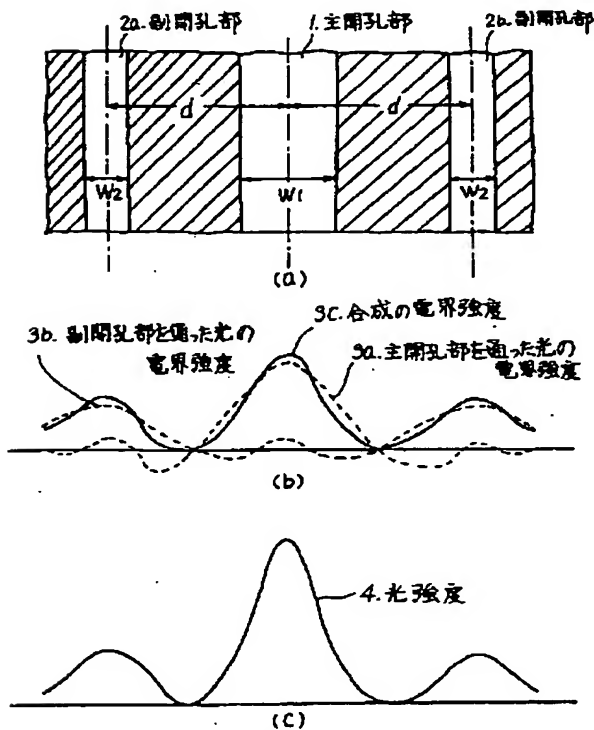 2a. 副開孔部
1. 主開孔部
2b. 副開孔部
d
d
W2
W1
W2
(a)
3b. 副開孔部を通った光の
電界強度
3c. 合成の電界強度
3a. 主開孔部を通った光の
電界強度
(b)
4. 光強度
(c)